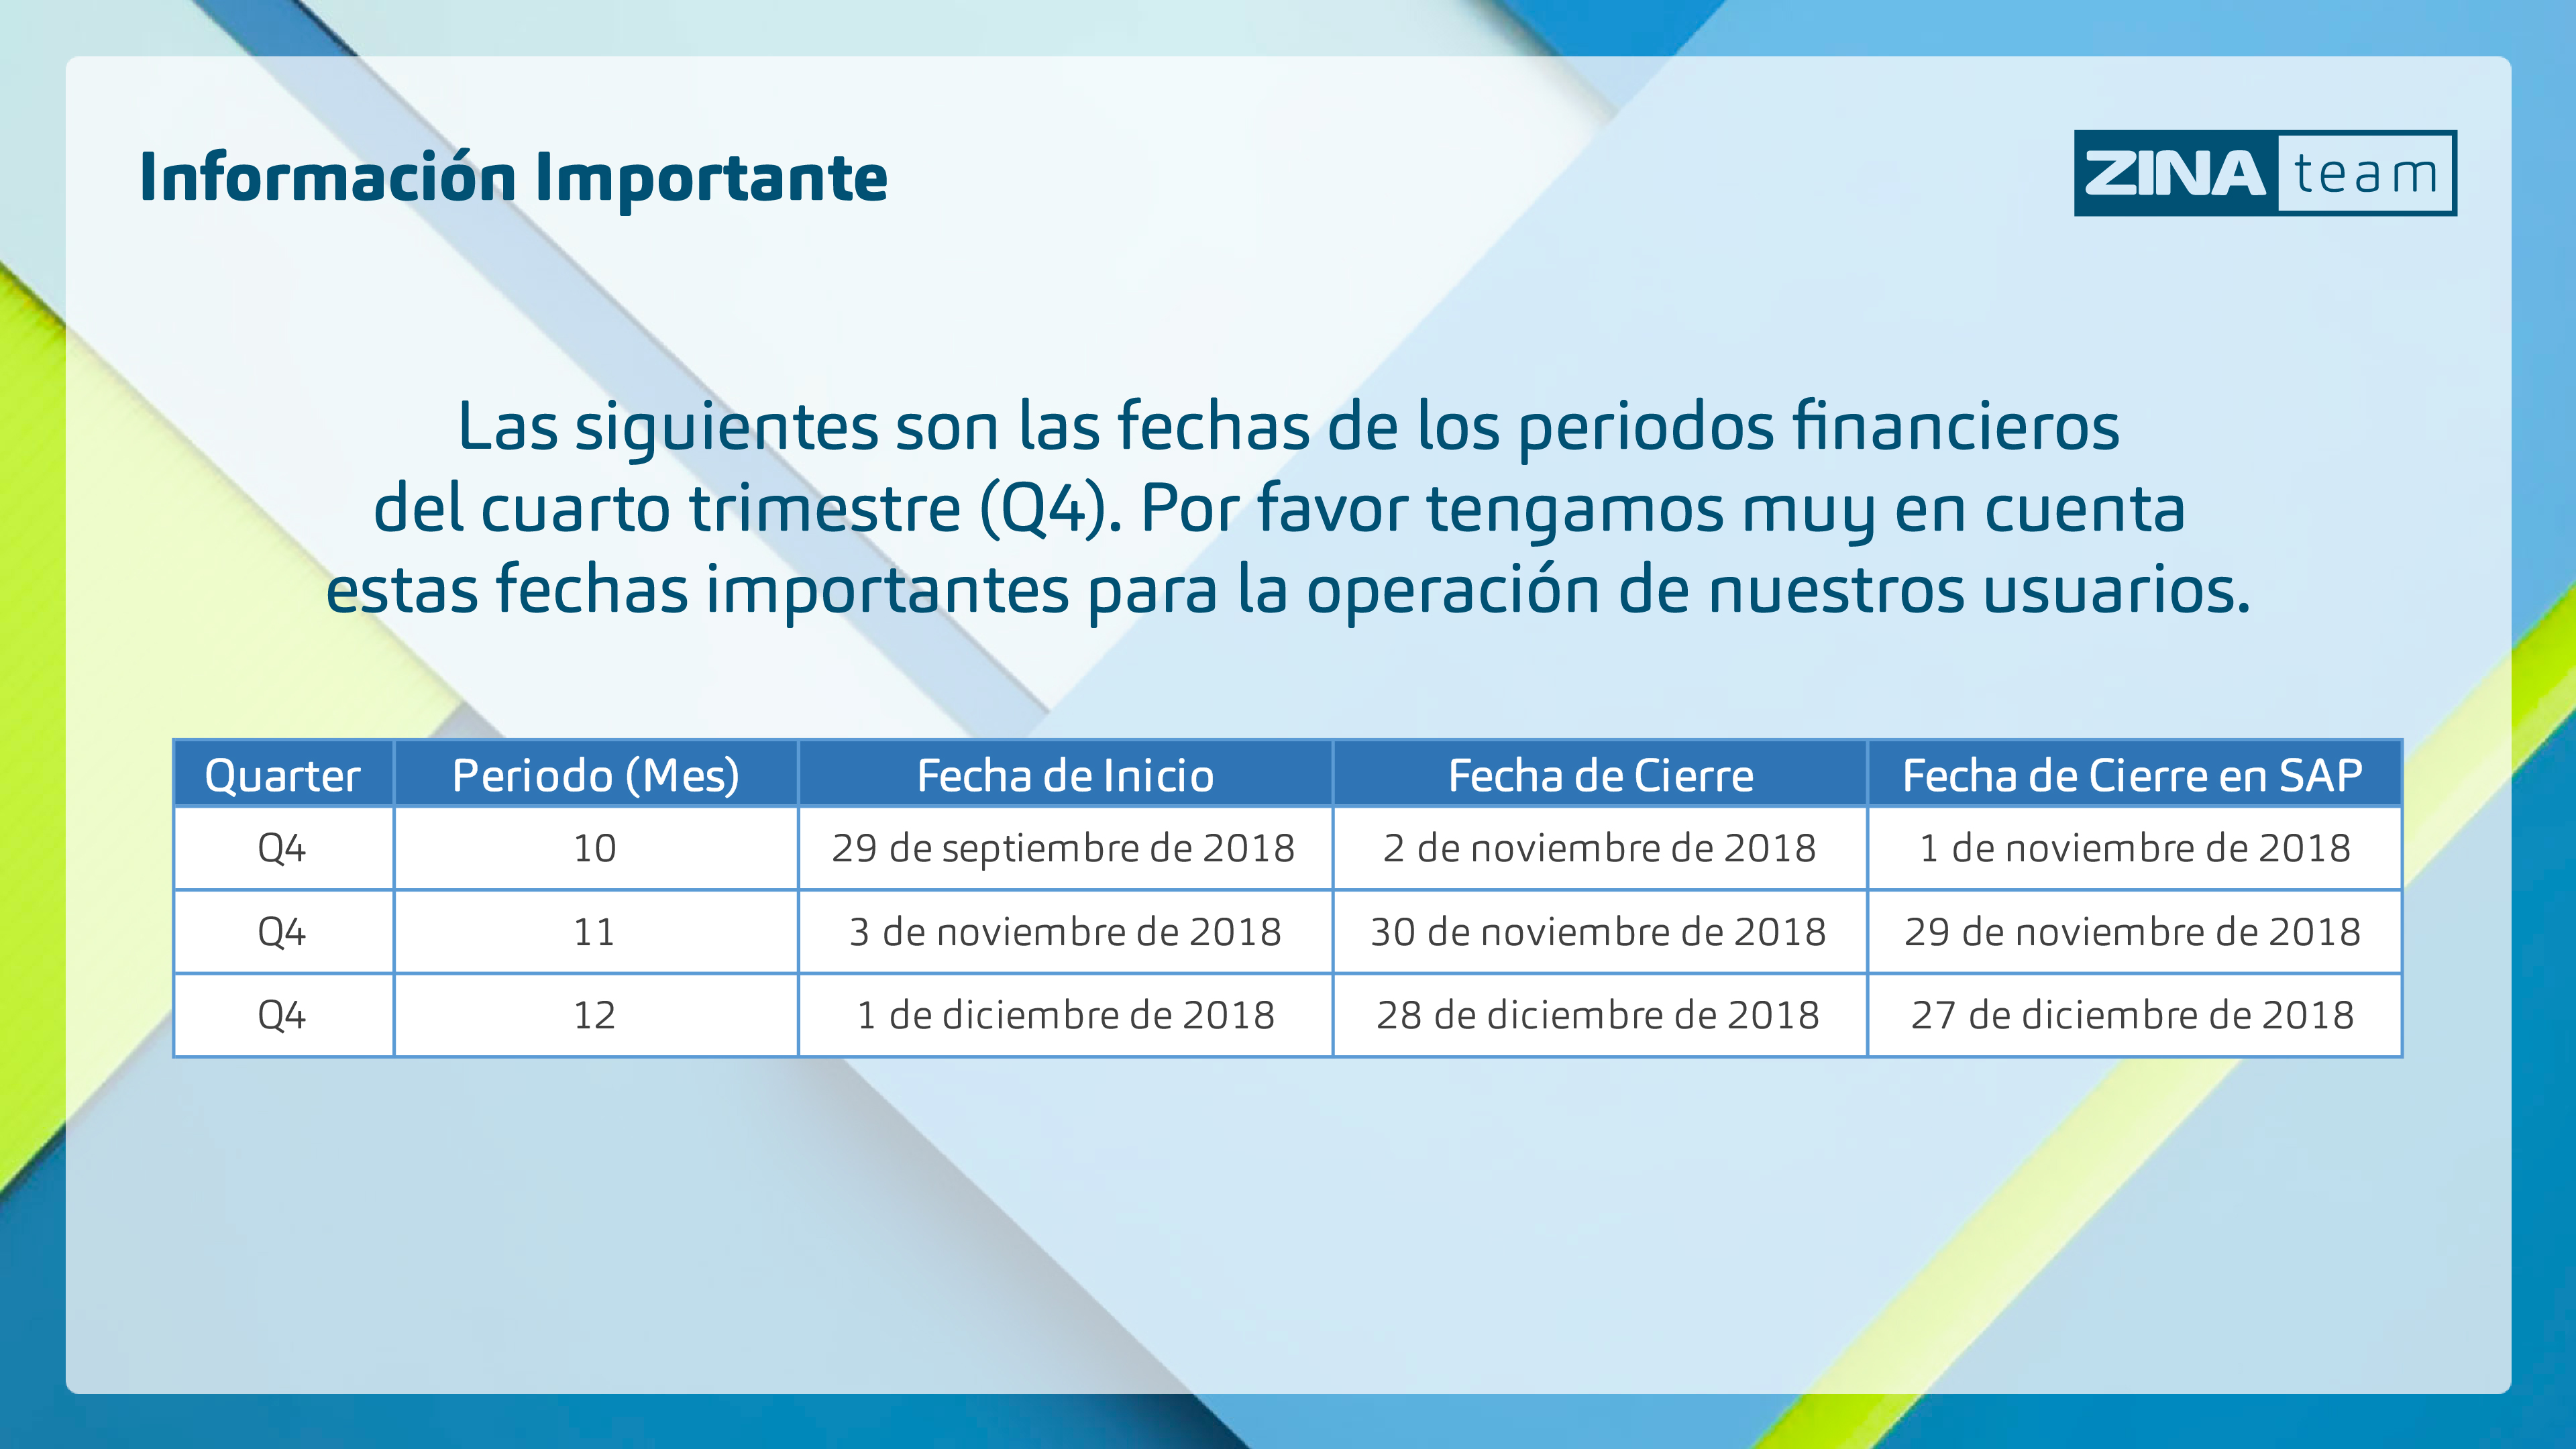 Información Importante
ZINA team
Las siguientes son las fechas de los periodos financieros
del cuarto trimestre (Q4). Por favor tengamos muy en cuenta
estas fechas importantes para la operación de nuestros usuarios.
Quarter Periodo (Mes) Fecha de Inicio Fecha de Cierre Fecha de Cierre en SAP
Q4 10 29 de septiembre de 2018 2 de noviembre de 2018 1 de noviembre de 2018
Q4 11 3 de noviembre de 2018 30 de noviembre de 2018 29 de noviembre de 2018
Q4 12 1 de diciembre de 2018 28 de diciembre de 2018 27 de diciembre de 2018